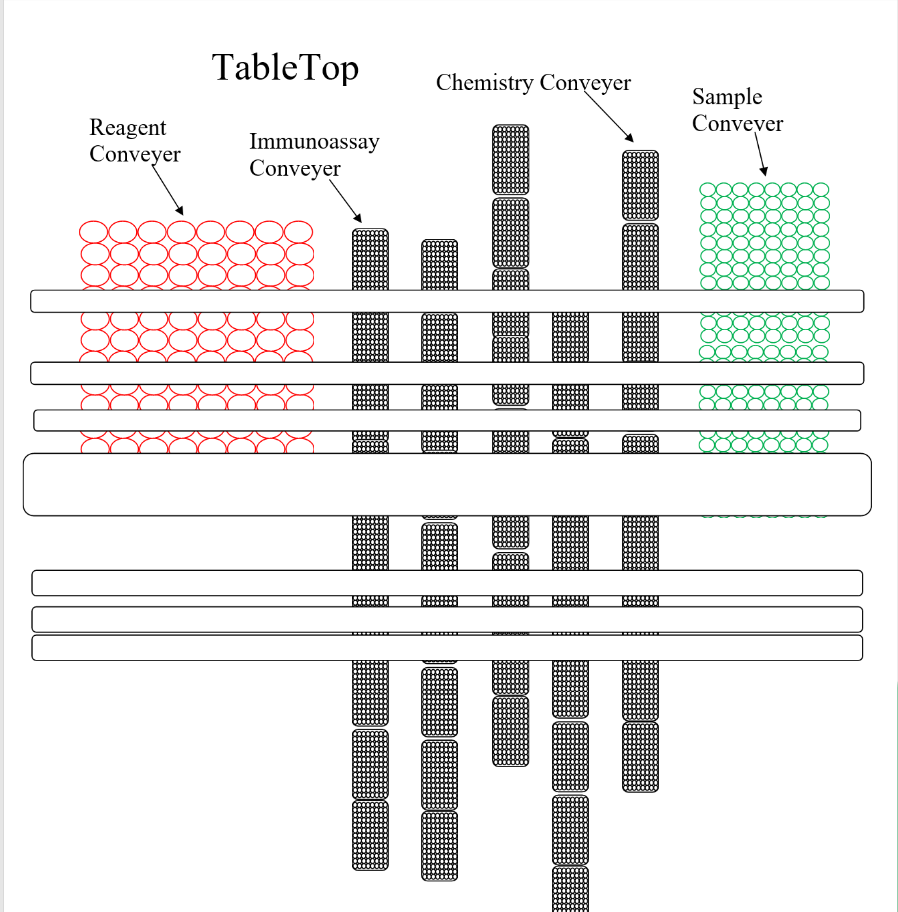 TableTop
Chemistry Conveyer
Sample
Conveyer
Reagent
Conveyer
Immunoassay
Conveyer